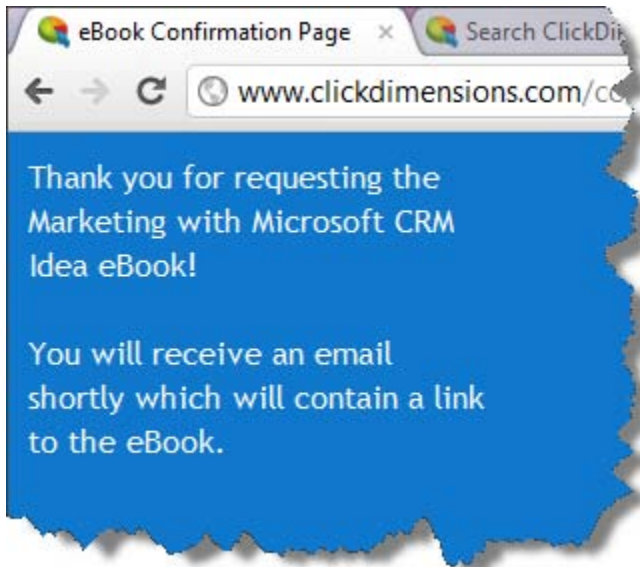 eBook Confirmation Page
Search ClickDi
www.clickdimensions.com/co
Thank you for requesting the
Marketing with Microsoft CRM
Idea eBook!
You will receive an email
shortly which will contain a link
to the eBook.